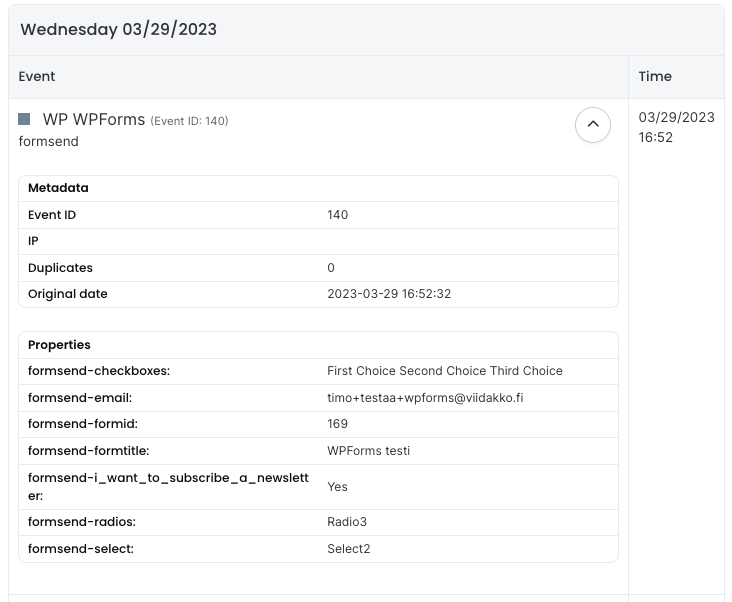 Wednesday 03/29/2023
Event Time
WP WPForms (Event ID: 140) 03/29/2023
formsend 16:52
Metadata
Event ID 140
IP
Duplicates 0
Original date 2023-03-29 16:52:32
Properties
formsend-checkboxes: First Choice Second Choice Third Choice
formsend-email: timo+testaa+wpforms@viidakko.fi
formsend-formid: 169
formsend-formtitle: WPForms testi
formsend-i_want_to_subscribe_a_newslett
er: Yes
formsend-radios: Radio3
formsend-select: Select2